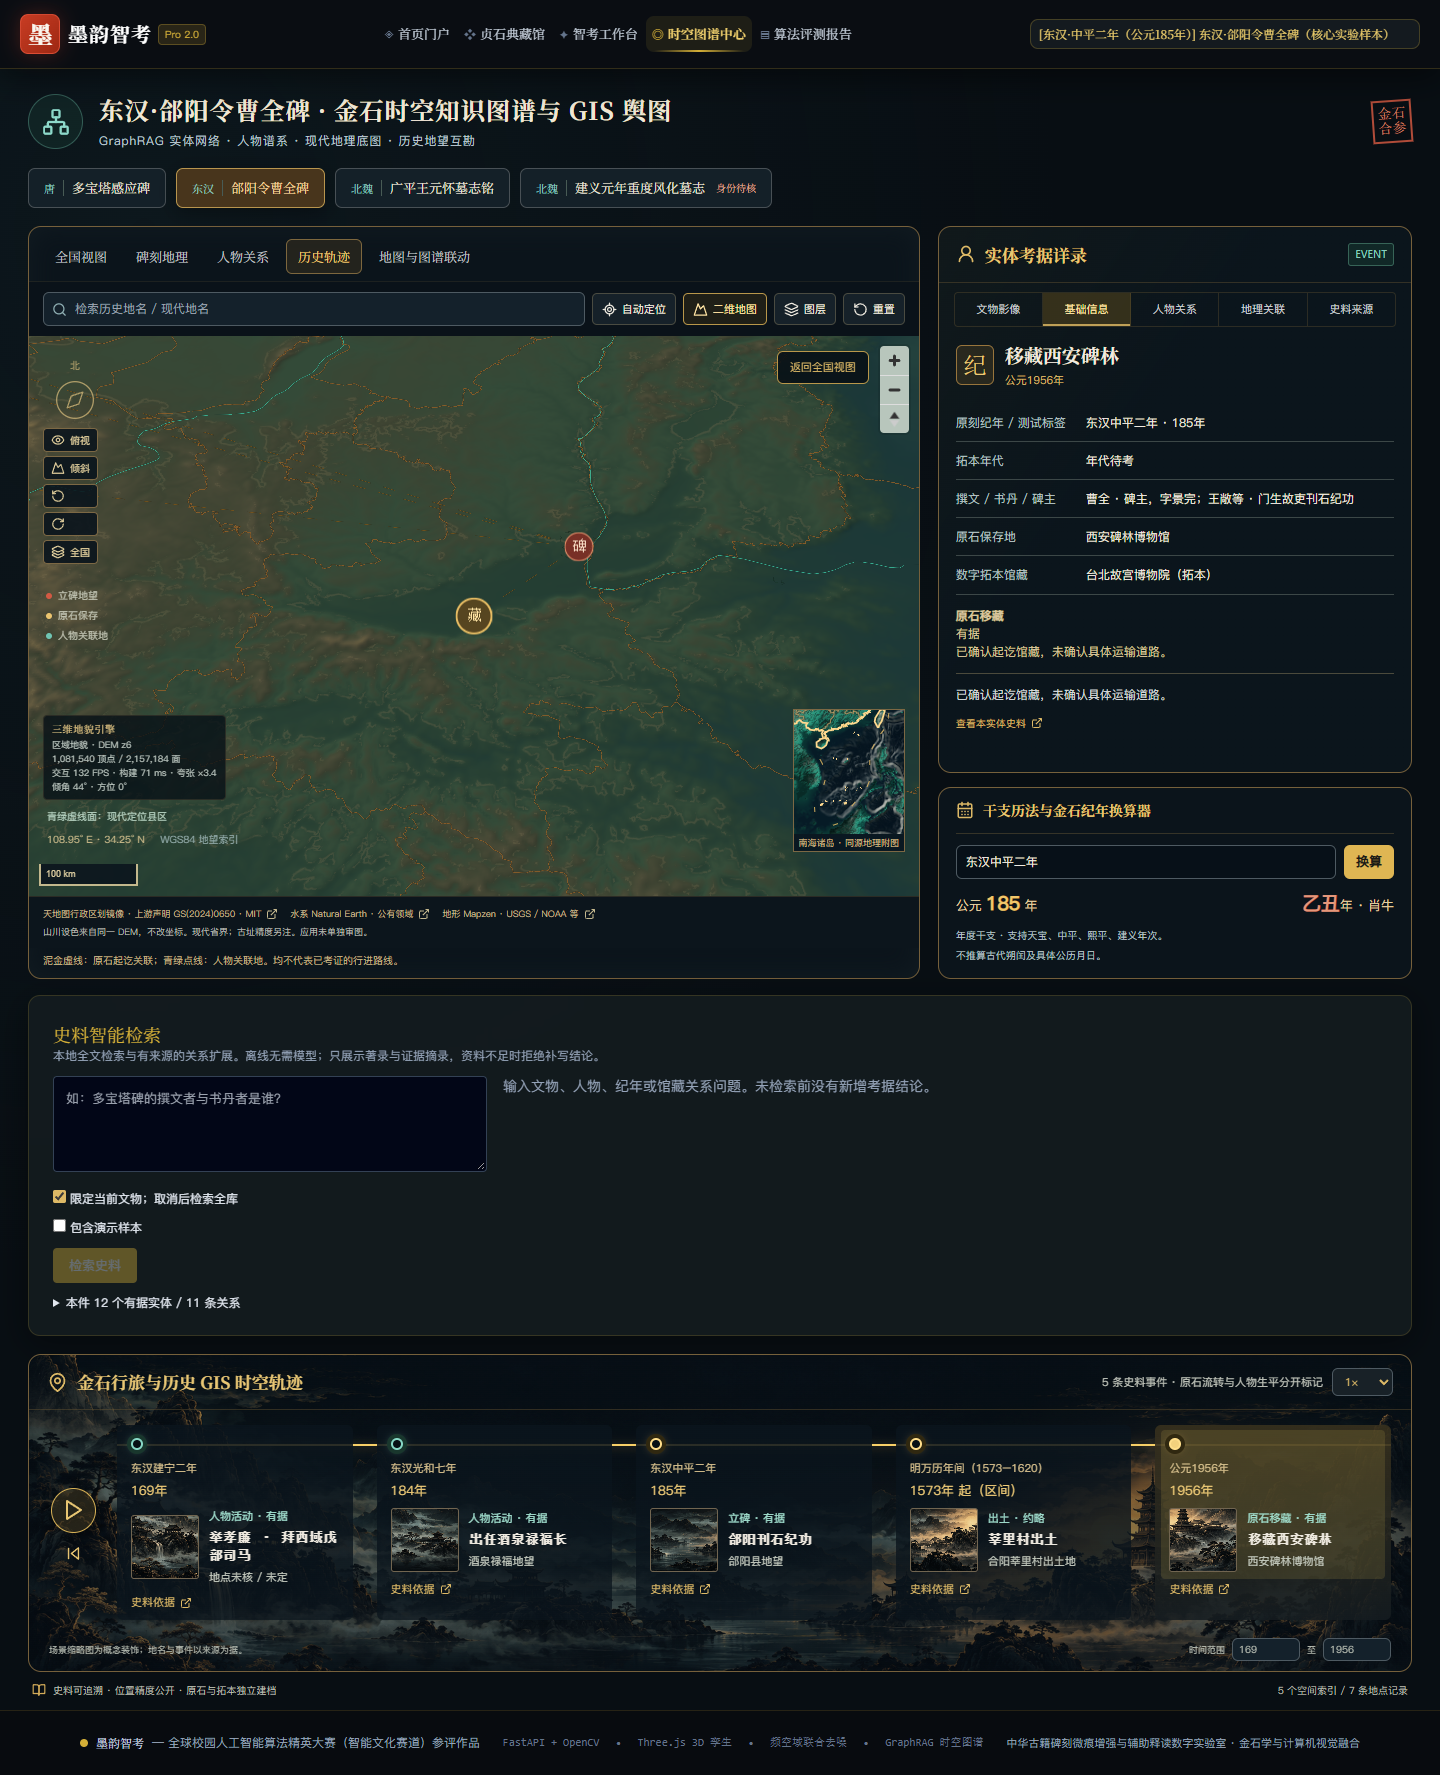 墨 墨韵智考 Pro 2.0
首页门户 贞石典藏馆 智考工作台 时空图谱中心 算法评测报告
[东汉·中平二年（公元185年）] 东汉·郃阳令曹全碑（核心实验样本）
东汉·郃阳令曹全碑 · 金石时空知识图谱与 GIS 舆图
GraphRAG 实体网络 · 人物谱系 · 现代地理底图 · 历史地望互勘
金石
合参
唐 多宝塔感应碑
东汉 郃阳令曹全碑
北魏 广平王元怀墓志铭
北魏 建义元年重度风化墓志 身份待核
全国视图 碑刻地理 人物关系 历史轨迹 地图与图谱联动
检索历史地名 / 现代地名
自动定位 二维地图 图层 重置
北
返回全国视图
俯视
倾斜
全国
立碑地望
原石保存
人物关联地
碑
藏
三维地貌引擎
区域地貌 · DEM z6
1,081,540 顶点 / 2,157,184 面
交互 132 FPS · 构建 71 ms · 夸张 ×3.4
倾角 44° · 方位 0°
青绿虚线面：现代定位县区
108.95° E · 34.25° N WGS84 地望索引
100 km
南海诸岛 · 同源地理附图
天地图行政区划镜像 · 上游声明 GS(2024)0650 · MIT 水系 Natural Earth · 公有领域 地形 Mapzen · USGS / NOAA 等
山川设色来自同一 DEM，不改坐标。现代省界；古址精度另注。应用未单独审图。
泥金虚线：原石起讫关联；青绿点线：人物关联地。均不代表已考证的行进路线。
实体考据详录 EVENT
文物影像 基础信息 人物关系 地理关联 史料来源
纪 移藏西安碑林
公元1956年
原刻纪年 / 测试标签 东汉中平二年 · 185年
拓本年代 年代待考
撰文 / 书丹 / 碑主 曹全 · 碑主，字景完；王敞等 · 门生故吏刊石纪功
原石保存地 西安碑林博物馆
数字拓本馆藏 台北故宫博物院（拓本）
原石移藏
有据
已确认起讫馆藏，未确认具体运输道路。
已确认起讫馆藏，未确认具体运输道路。
查看本实体史料
干支历法与金石纪年换算器
东汉中平二年 换算
公元 185 年 乙丑年 · 肖牛
年度干支 · 支持天宝、中平、熙平、建义年次。
不推算古代朔闰及具体公历月日。
史料智能检索
本地全文检索与有来源的关系扩展。离线无需模型；只展示著录与证据摘录，资料不足时拒绝补写结论。
如：多宝塔碑的撰文者与书丹者是谁？
输入文物、人物、纪年或馆藏关系问题。未检索前没有新增考据结论。
限定当前文物；取消后检索全库
包含演示样本
检索史料
本件 12 个有据实体 / 11 条关系
金石行旅与历史 GIS 时空轨迹
5 条史料事件 · 原石流转与人物生平分开标记 1×
东汉建宁二年
169年
人物活动 · 有据
举孝廉 · 拜西域戊部司马
地点未核 / 未定
史料依据
东汉光和七年
184年
人物活动 · 有据
出任酒泉禄福长
酒泉禄福地望
史料依据
东汉中平二年
185年
立碑 · 有据
郃阳刊石纪功
郃阳县地望
史料依据
明万历年间（1573—1620）
1573年 起（区间）
出土 · 约略
莘里村出土
合阳莘里村出土地
史料依据
公元1956年
1956年
原石移藏 · 有据
移藏西安碑林
西安碑林博物馆
史料依据
场景缩略图为概念装饰；地名与事件以来源为据。
时间范围 169 至 1956
史料可追溯 · 位置精度公开 · 原石与拓本独立建档
5 个空间索引 / 7 条地点记录
墨韵智考 — 全球校园人工智能算法精英大赛（智能文化赛道）参评作品 FastAPI + OpenCV • Three.js 3D 孪生 • 频空域联合去噪 • GraphRAG 时空图谱 中华古籍碑刻微痕增强与辅助释读数字实验室 · 金石学与计算机视觉融合